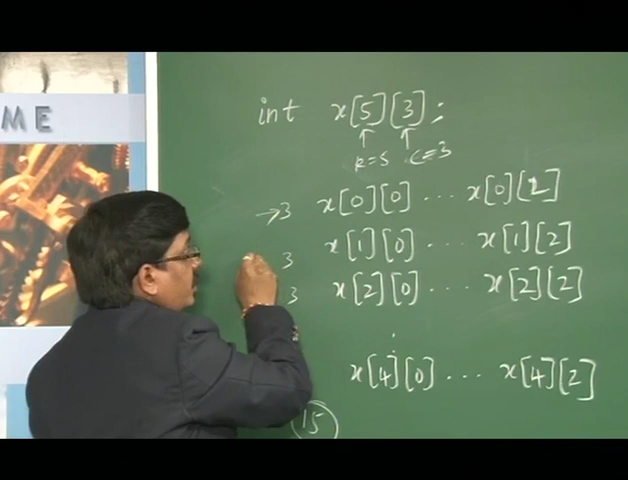 ME
int x[5][3];
↑ ↑
R=5 C=3
→3 x[0][0] ... x[0][2]
3 x[1][0] ... x[1][2]
3 x[2][0] ... x[2][2]
x[4][0] ... x[4][2]
15